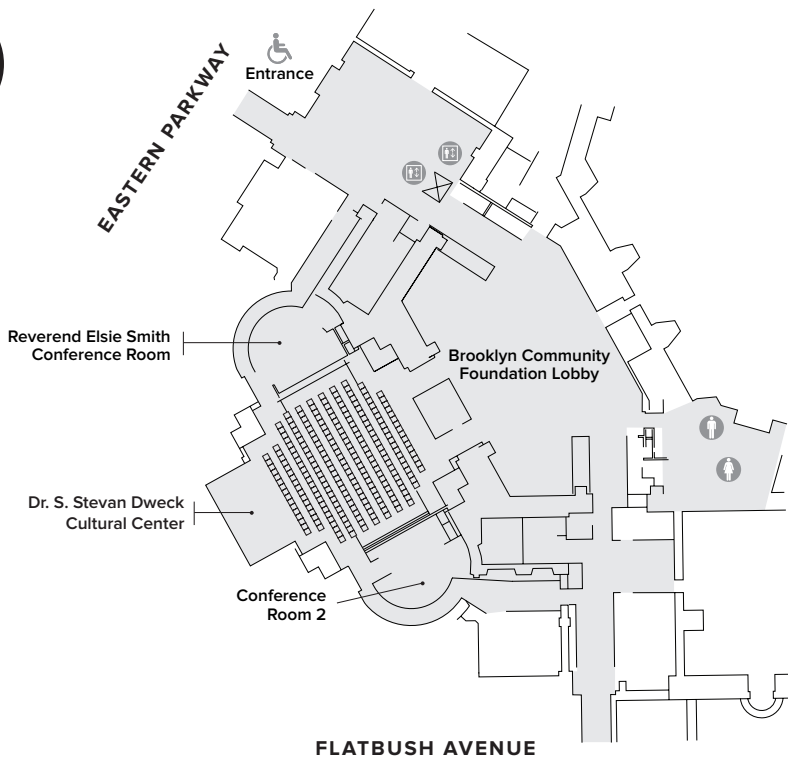 EASTERN PARKWAY
Entrance
Reverend Elsie Smith
Conference Room
Brooklyn Community
Foundation Lobby
Dr. S. Stevan Dweck
Cultural Center
Conference
Room 2
FLATBUSH AVENUE